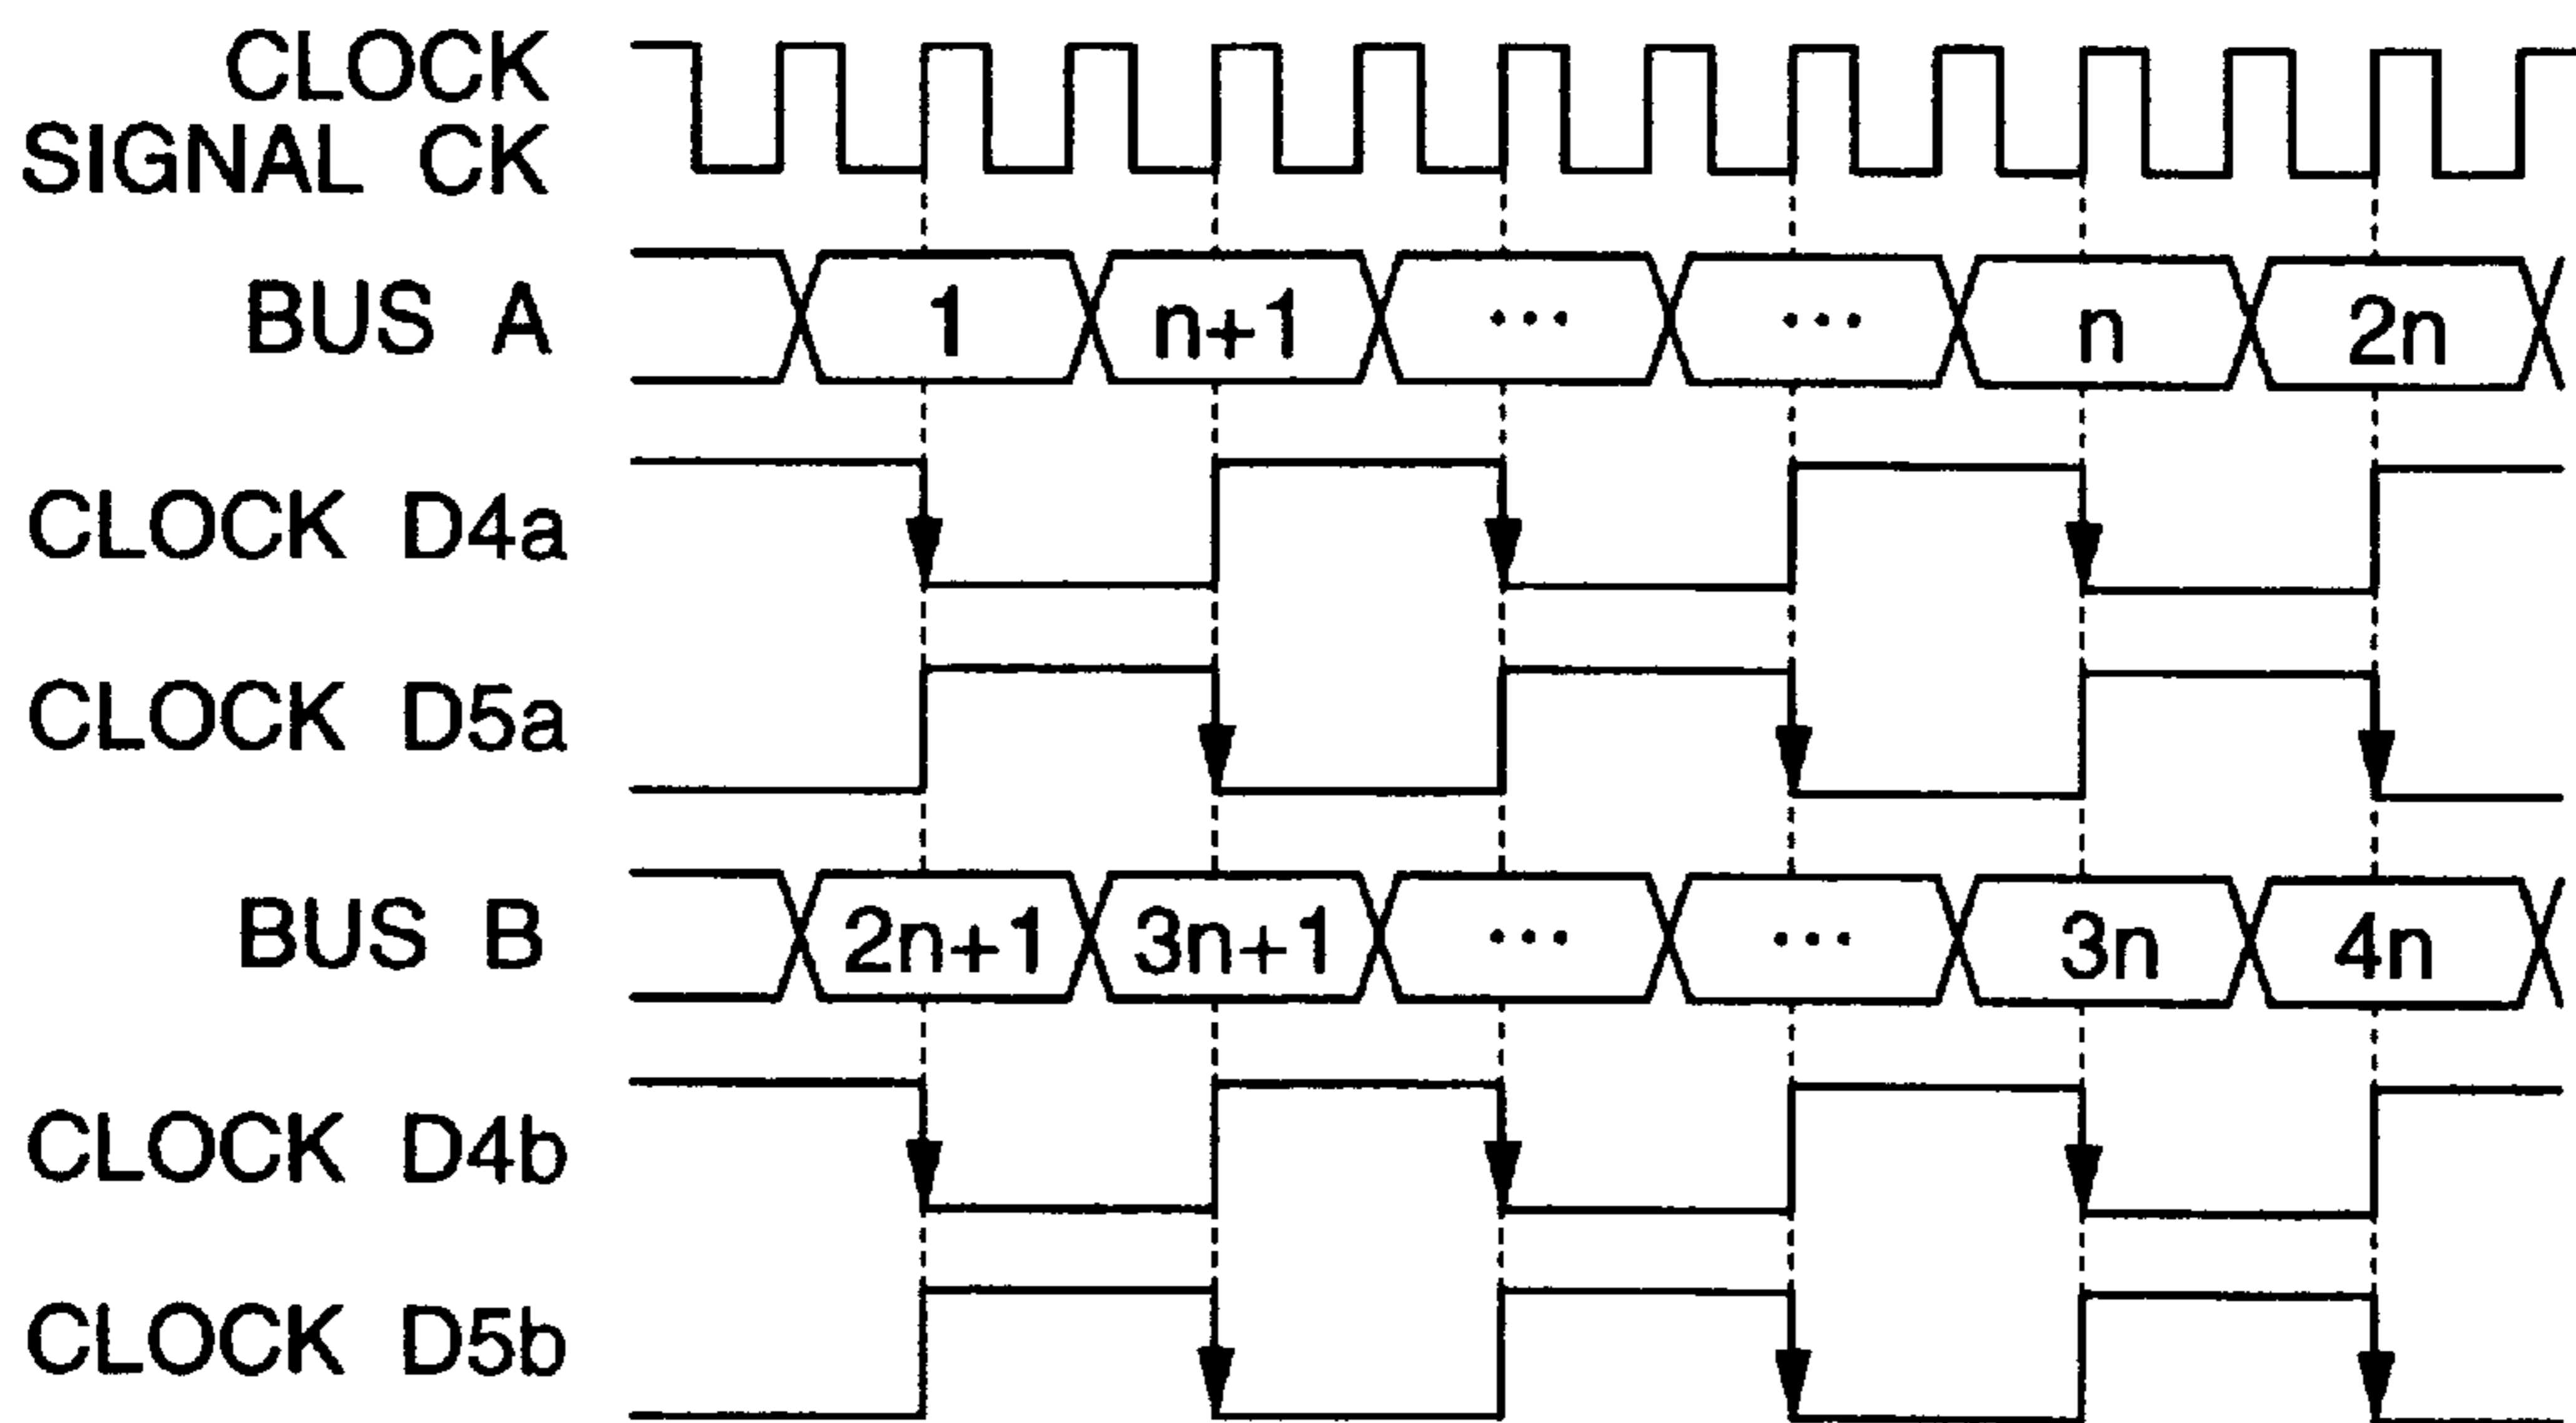 CLOCK
SIGNAL CK
BUS A
1
n+1
...
...
n
2n
CLOCK D4a
CLOCK D5a
BUS B
2n+1
3n+1
...
...
3n
4n
CLOCK D4b
CLOCK D5b